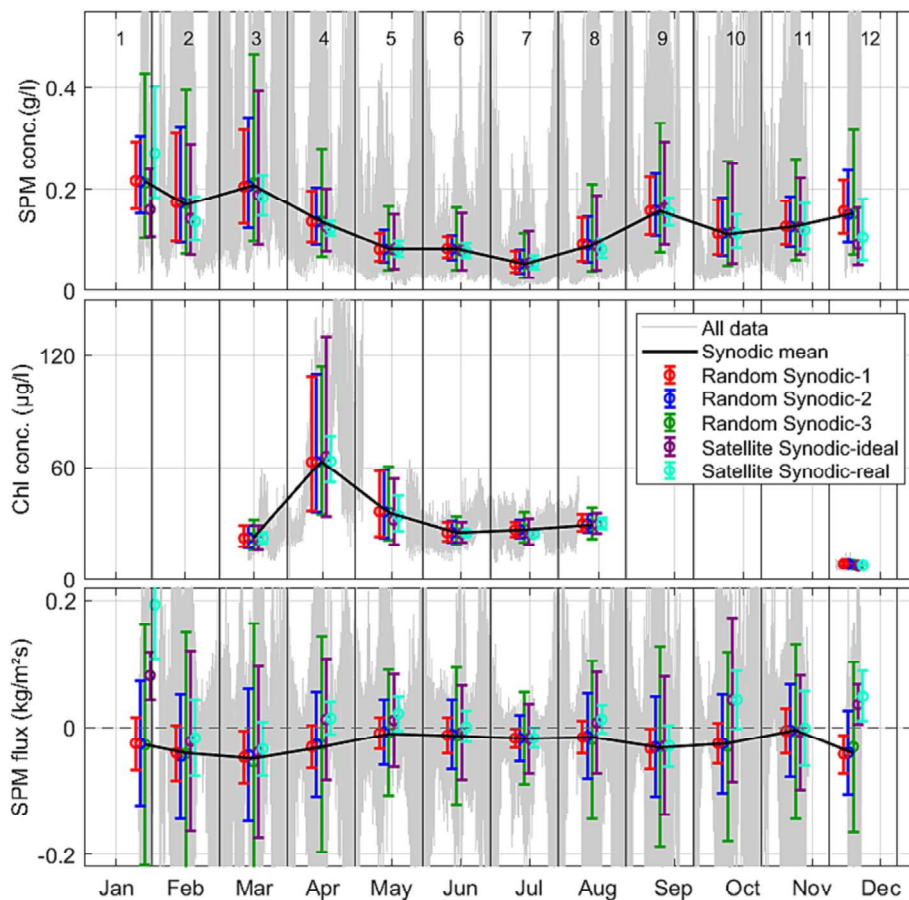 1 2 3 4 5 6 7 8 9 10 11 12
SPM conc.(g/l)
0.4
0.2
0
Chl conc. (µg/l)
120
60
0
All data
Synodic mean
Random Synodic-1
Random Synodic-2
Random Synodic-3
Satellite Synodic-ideal
Satellite Synodic-real
SPM flux (kg/m²s)
0.2
0
-0.2
Jan Feb Mar Apr May Jun Jul Aug Sep Oct Nov Dec